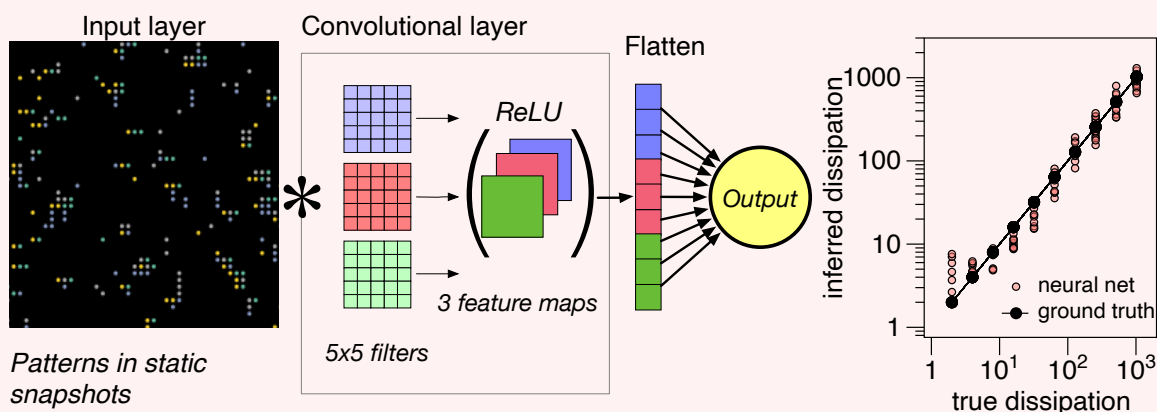 Input layer
Convolutional layer
Flatten
*
ReLU
( )
3 feature maps
5x5 filters
Patterns in static
snapshots
Output
inferred dissipation
1000
100
10
1
neural net
ground truth
1 10¹ 10² 10³
true dissipation